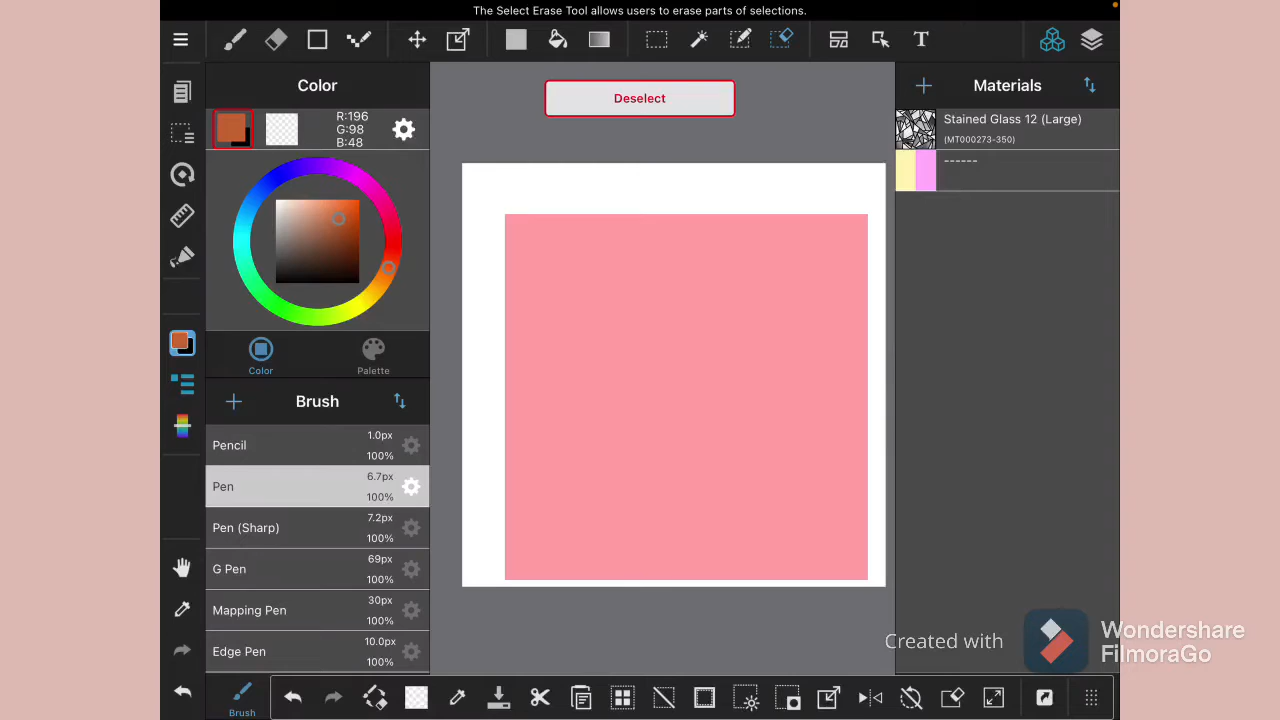 The Select Erase Tool allows users to erase parts of selections.
T
Color
R:196
G:98
B:48
Color
Palette
Brush
Pencil
1.0px
100%
Pen
6.7px
100%
Pen (Sharp)
7.2px
100%
G Pen
69px
100%
Mapping Pen
30px
100%
Edge Pen
10.0px
100%
Brush
Deselect
Materials
Stained Glass 12 (Large)
(MT000273-350)
------
Created with
Wondershare
FilmoraGo